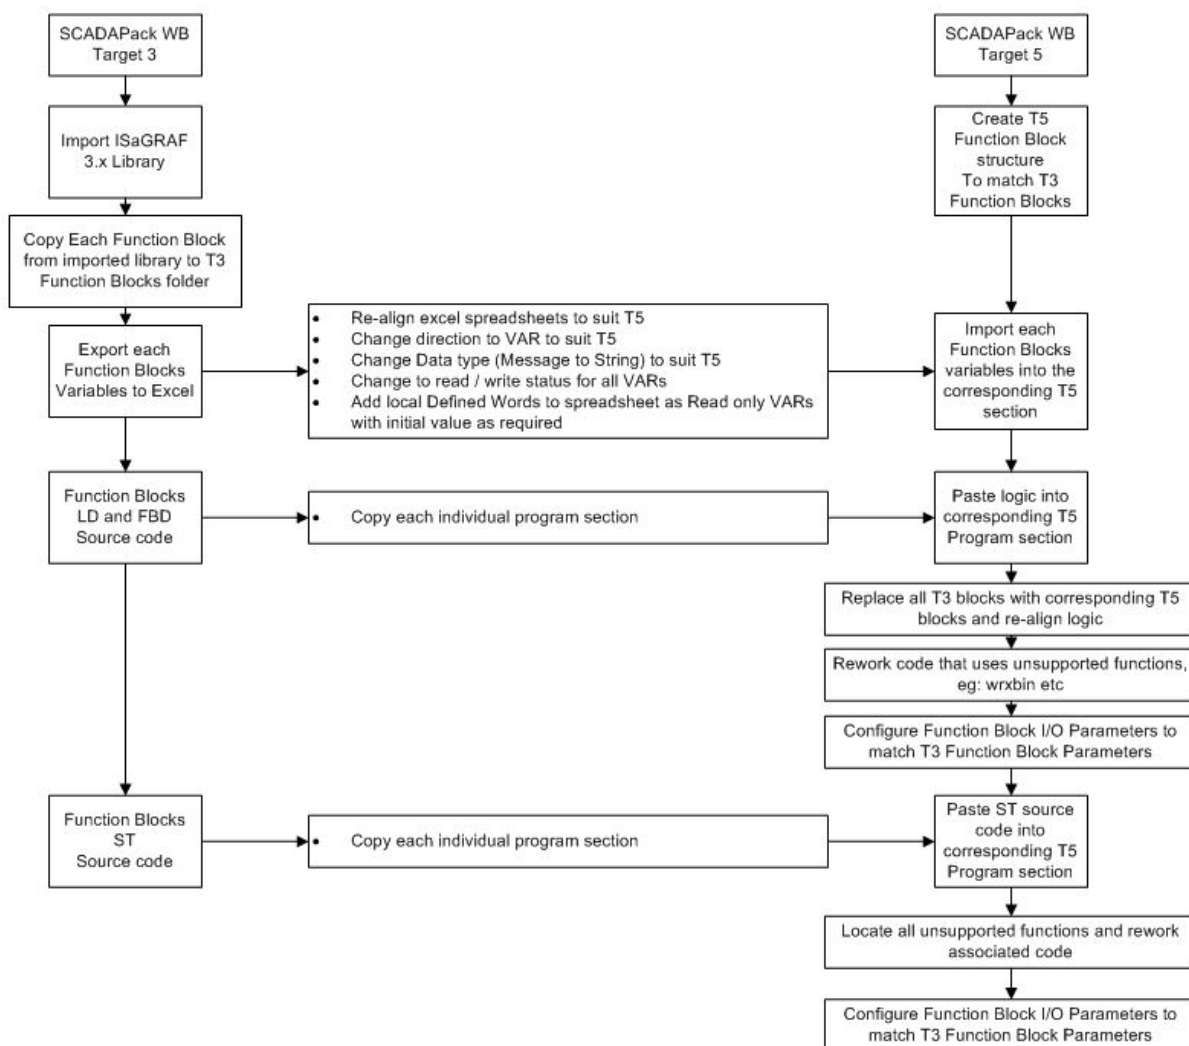 SCADAPack WB
Target 3
SCADAPack WB
Target 5
Import ISaGRAF
3.x Library
Create T5
Function Block
structure
To match T3
Function Blocks
Copy Each Function Block
from imported library to T3
Function Blocks folder
Export each
Function Blocks
Variables to Excel
• Re-align excel spreadsheets to suit T5
• Change direction to VAR to suit T5
• Change Data type (Message to String) to suit T5
• Change to read / write status for all VARs
• Add local Defined Words to spreadsheet as Read only VARs
with initial value as required
Import each
Function Blocks
variables into the
corresponding T5
section
Function Blocks
LD and FBD
Source code
• Copy each individual program section
Paste logic into
corresponding T5
Program section
Replace all T3 blocks with corresponding T5
blocks and re-align logic
Rework code that uses unsupported functions,
eg: wrxbin etc
Configure Function Block I/O Parameters to
match T3 Function Block Parameters
Function Blocks
ST
Source code
• Copy each individual program section
Paste ST source
code into
corresponding T5
Program section
Locate all unsupported functions and rework
associated code
Configure Function Block I/O Parameters to
match T3 Function Block Parameters